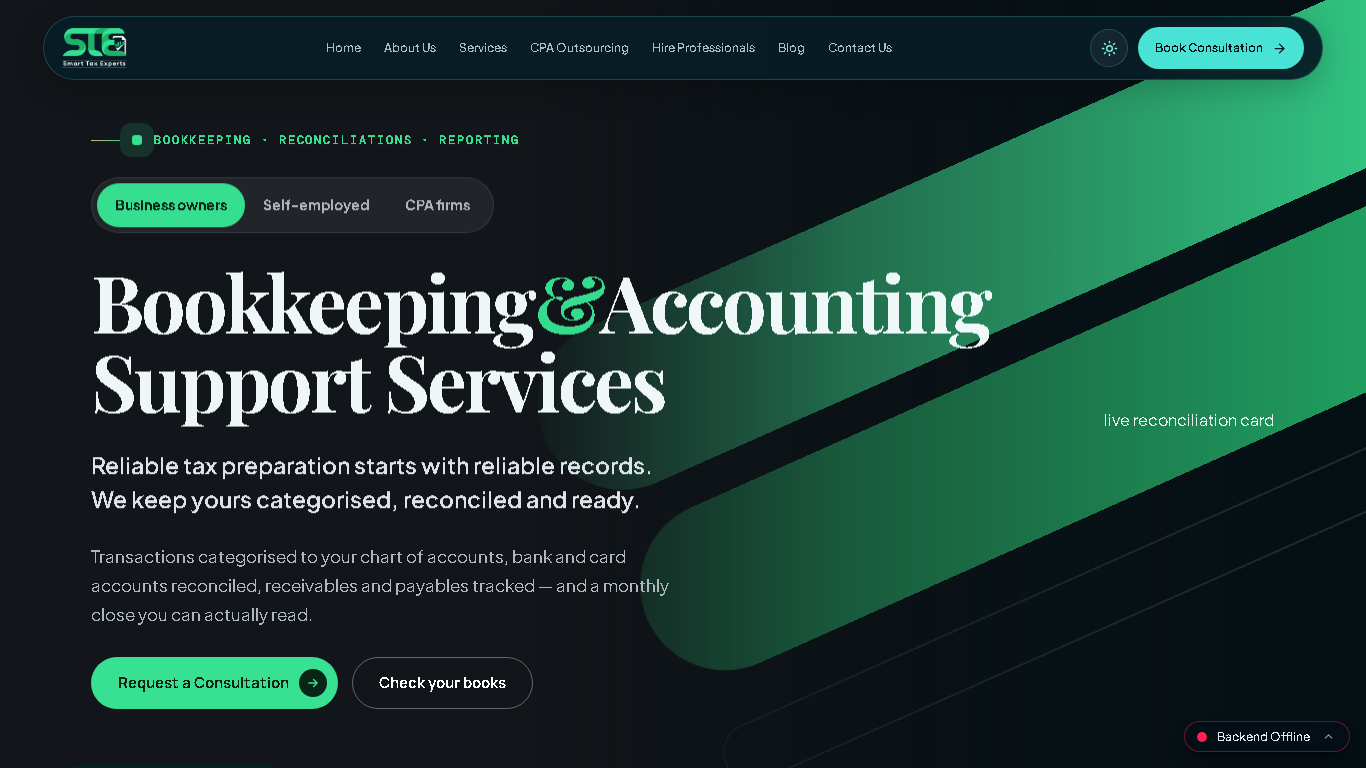 STE
Smart Tax Experts
Home
About Us
Services
CPA Outsourcing
Hire Professionals
Blog
Contact Us
Book Consultation
BOOKKEEPING · RECONCILIATIONS · REPORTING
Business owners
Self-employed
CPA firms
Bookkeeping&Accounting
Support Services
live reconciliation card
Reliable tax preparation starts with reliable records.
We keep yours categorised, reconciled and ready.
Transactions categorised to your chart of accounts, bank and card
accounts reconciled, receivables and payables tracked — and a monthly
close you can actually read.
Request a Consultation
Check your books
Backend Offline